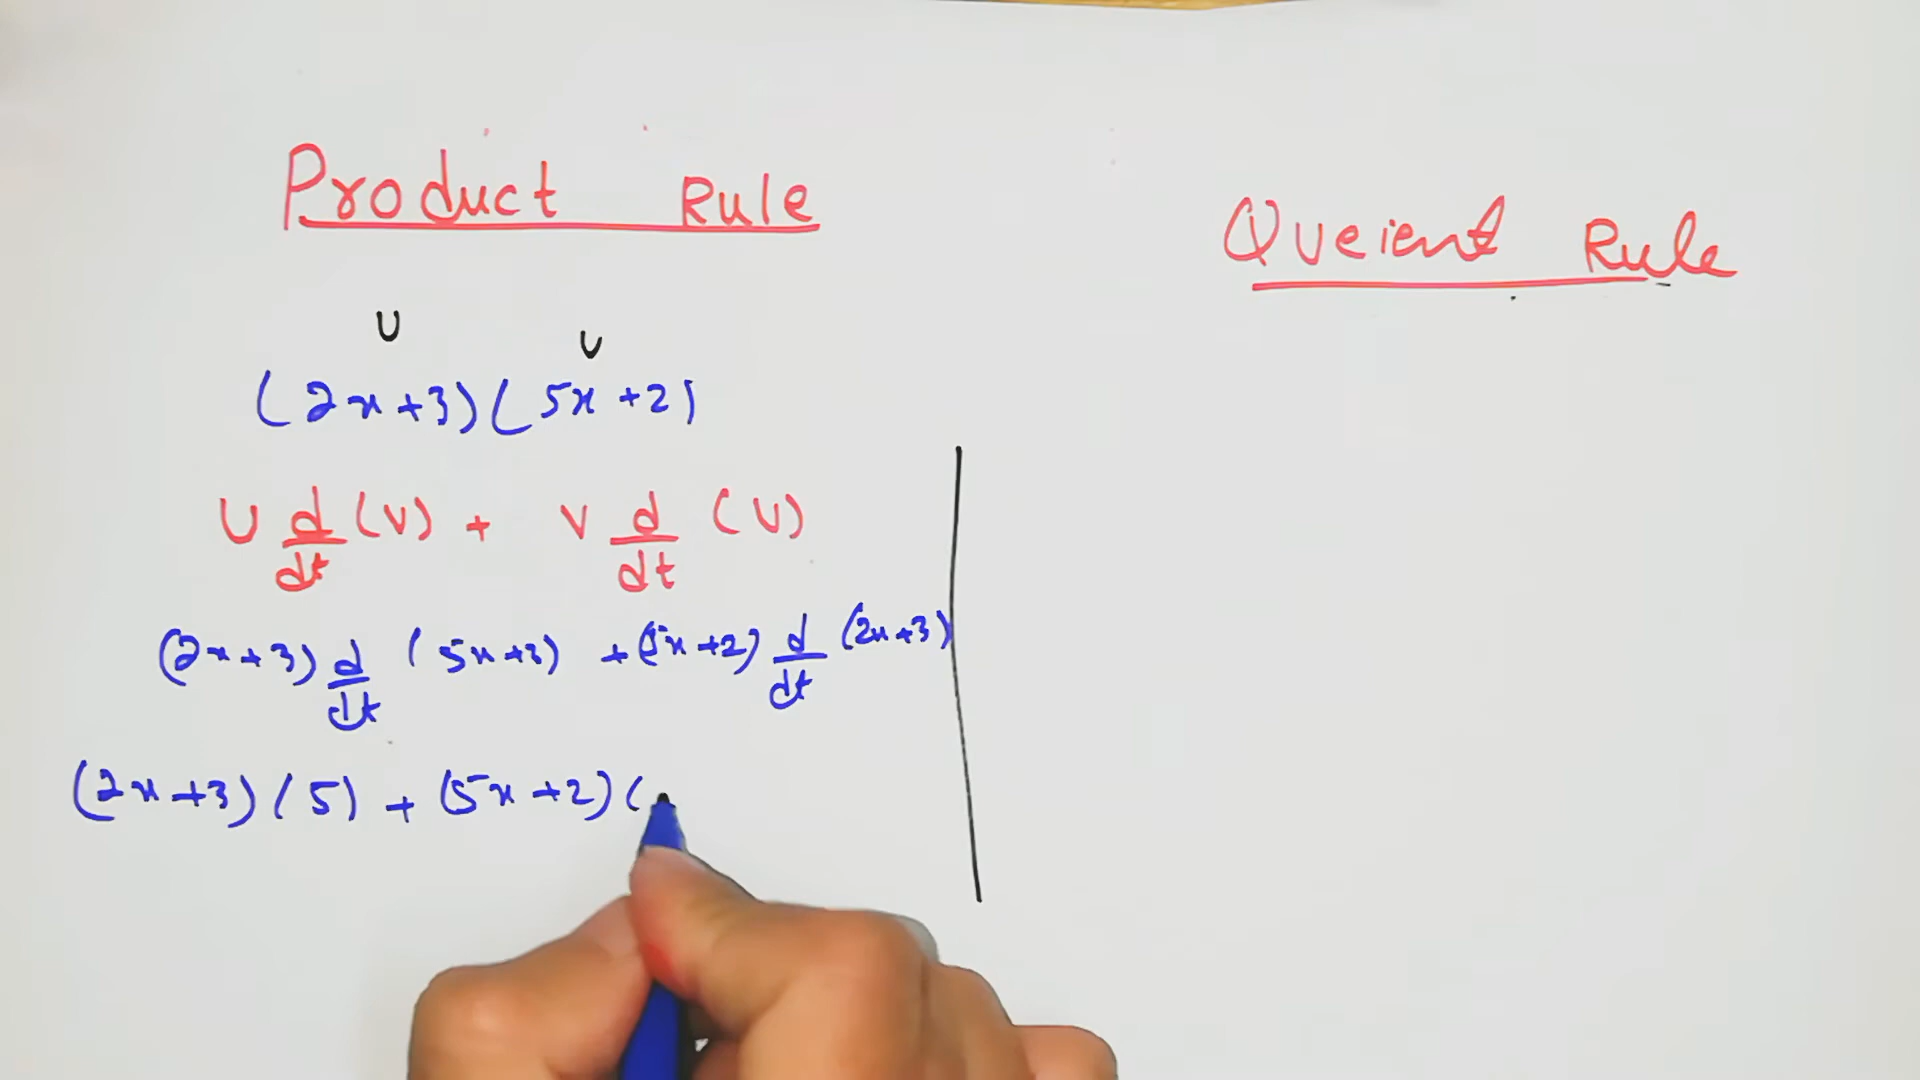 Product Rule
Queient Rule
U U
(2x+3)(5x+2)
U d/dt (V) + V d/dt (U)
(2x+3) d/dt (5x+3) + (5x+2) d/dt (2x+3)
(2x+3)(5) + (5x+2)(